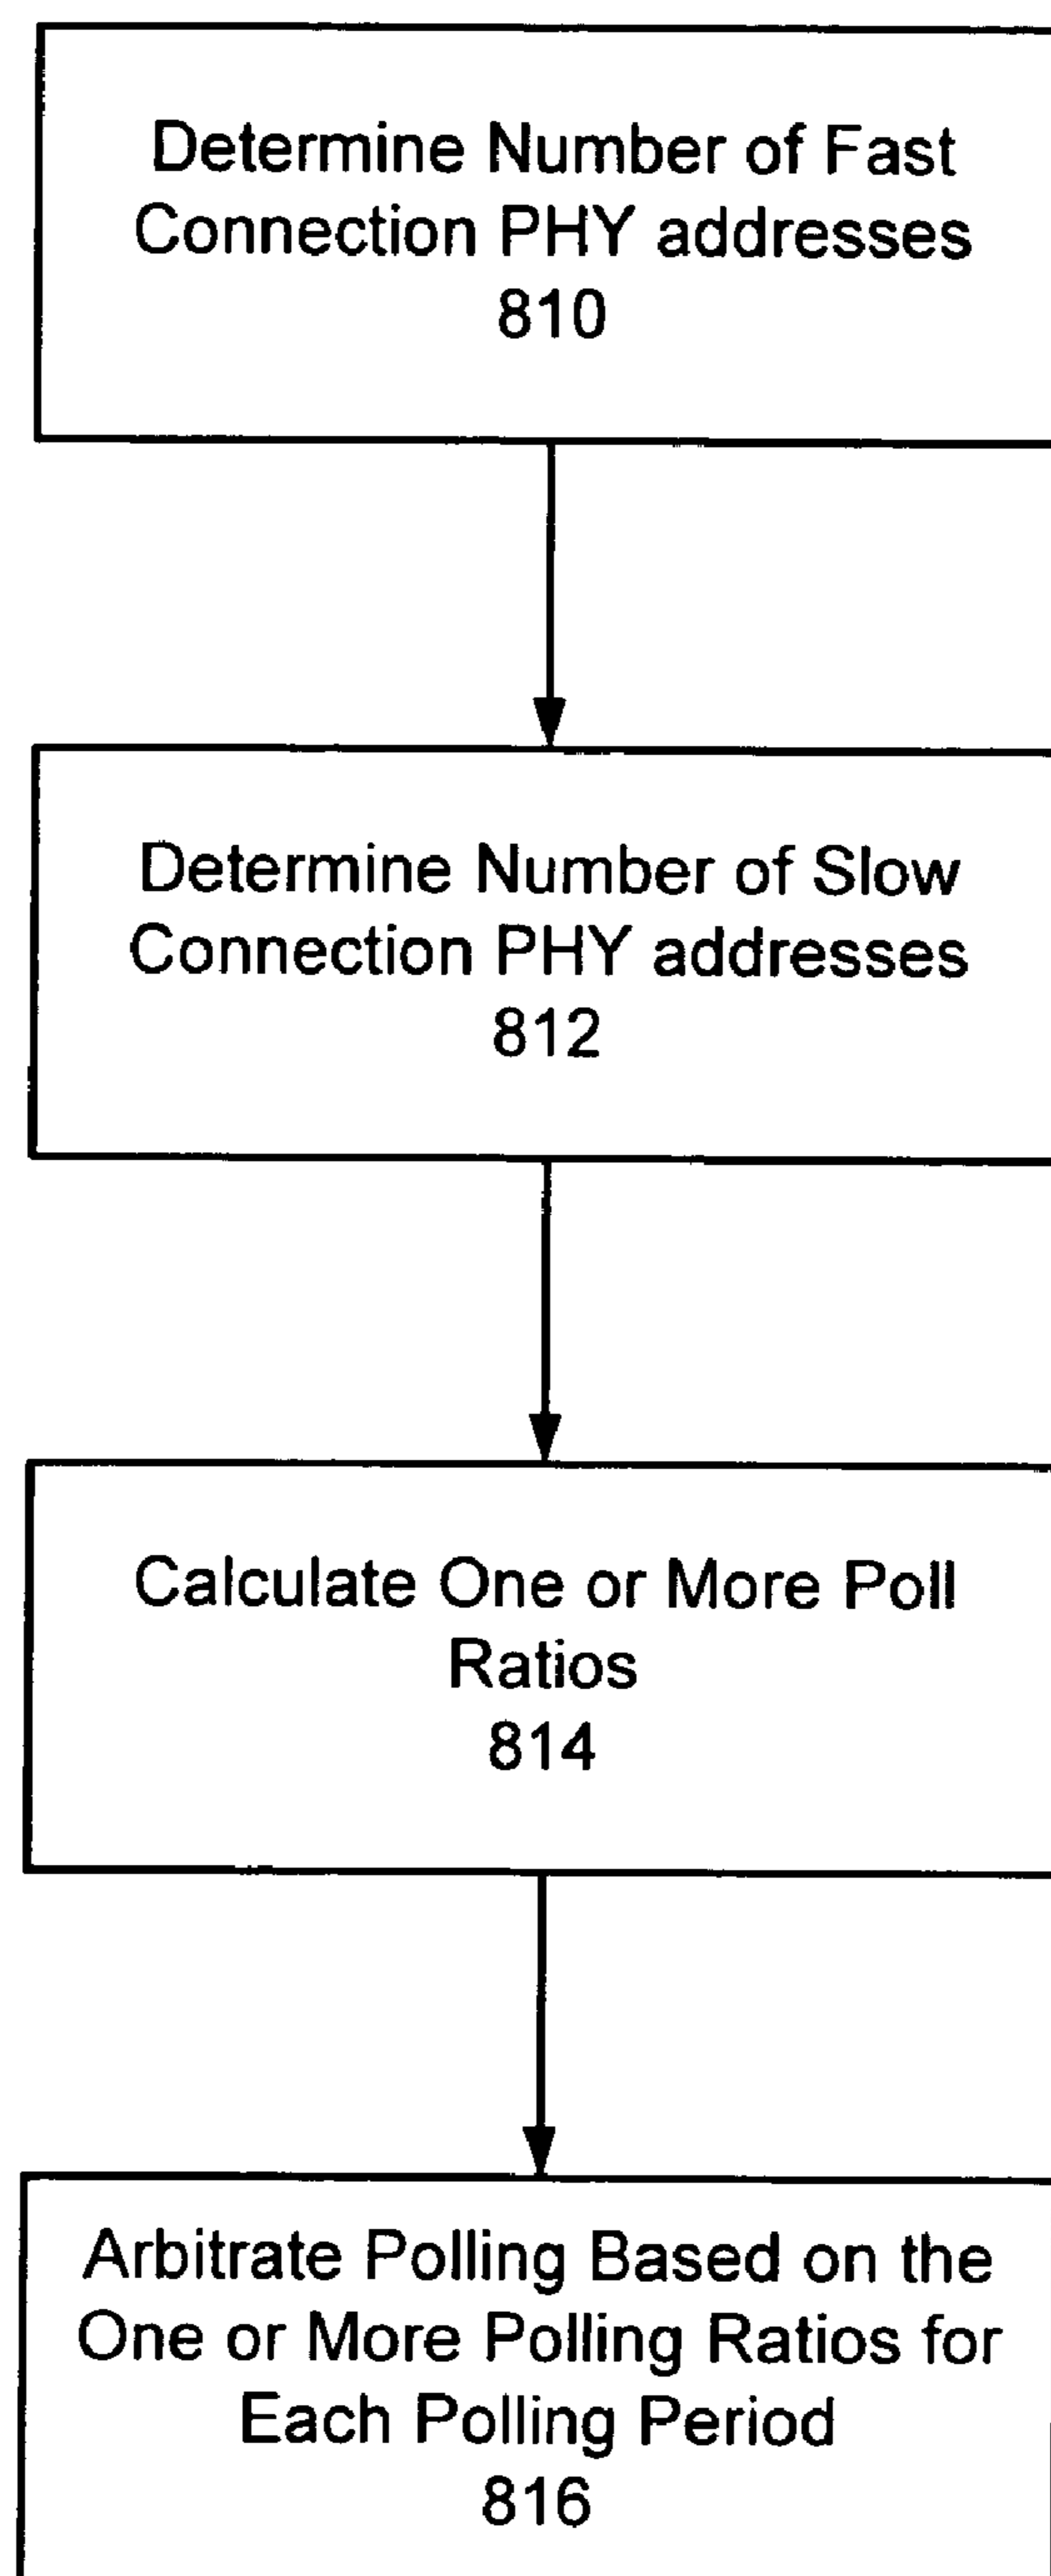 Determine Number of Fast
Connection PHY addresses
810
Determine Number of Slow
Connection PHY addresses
812
Calculate One or More Poll
Ratios
814
Arbitrate Polling Based on the
One or More Polling Ratios for
Each Polling Period
816